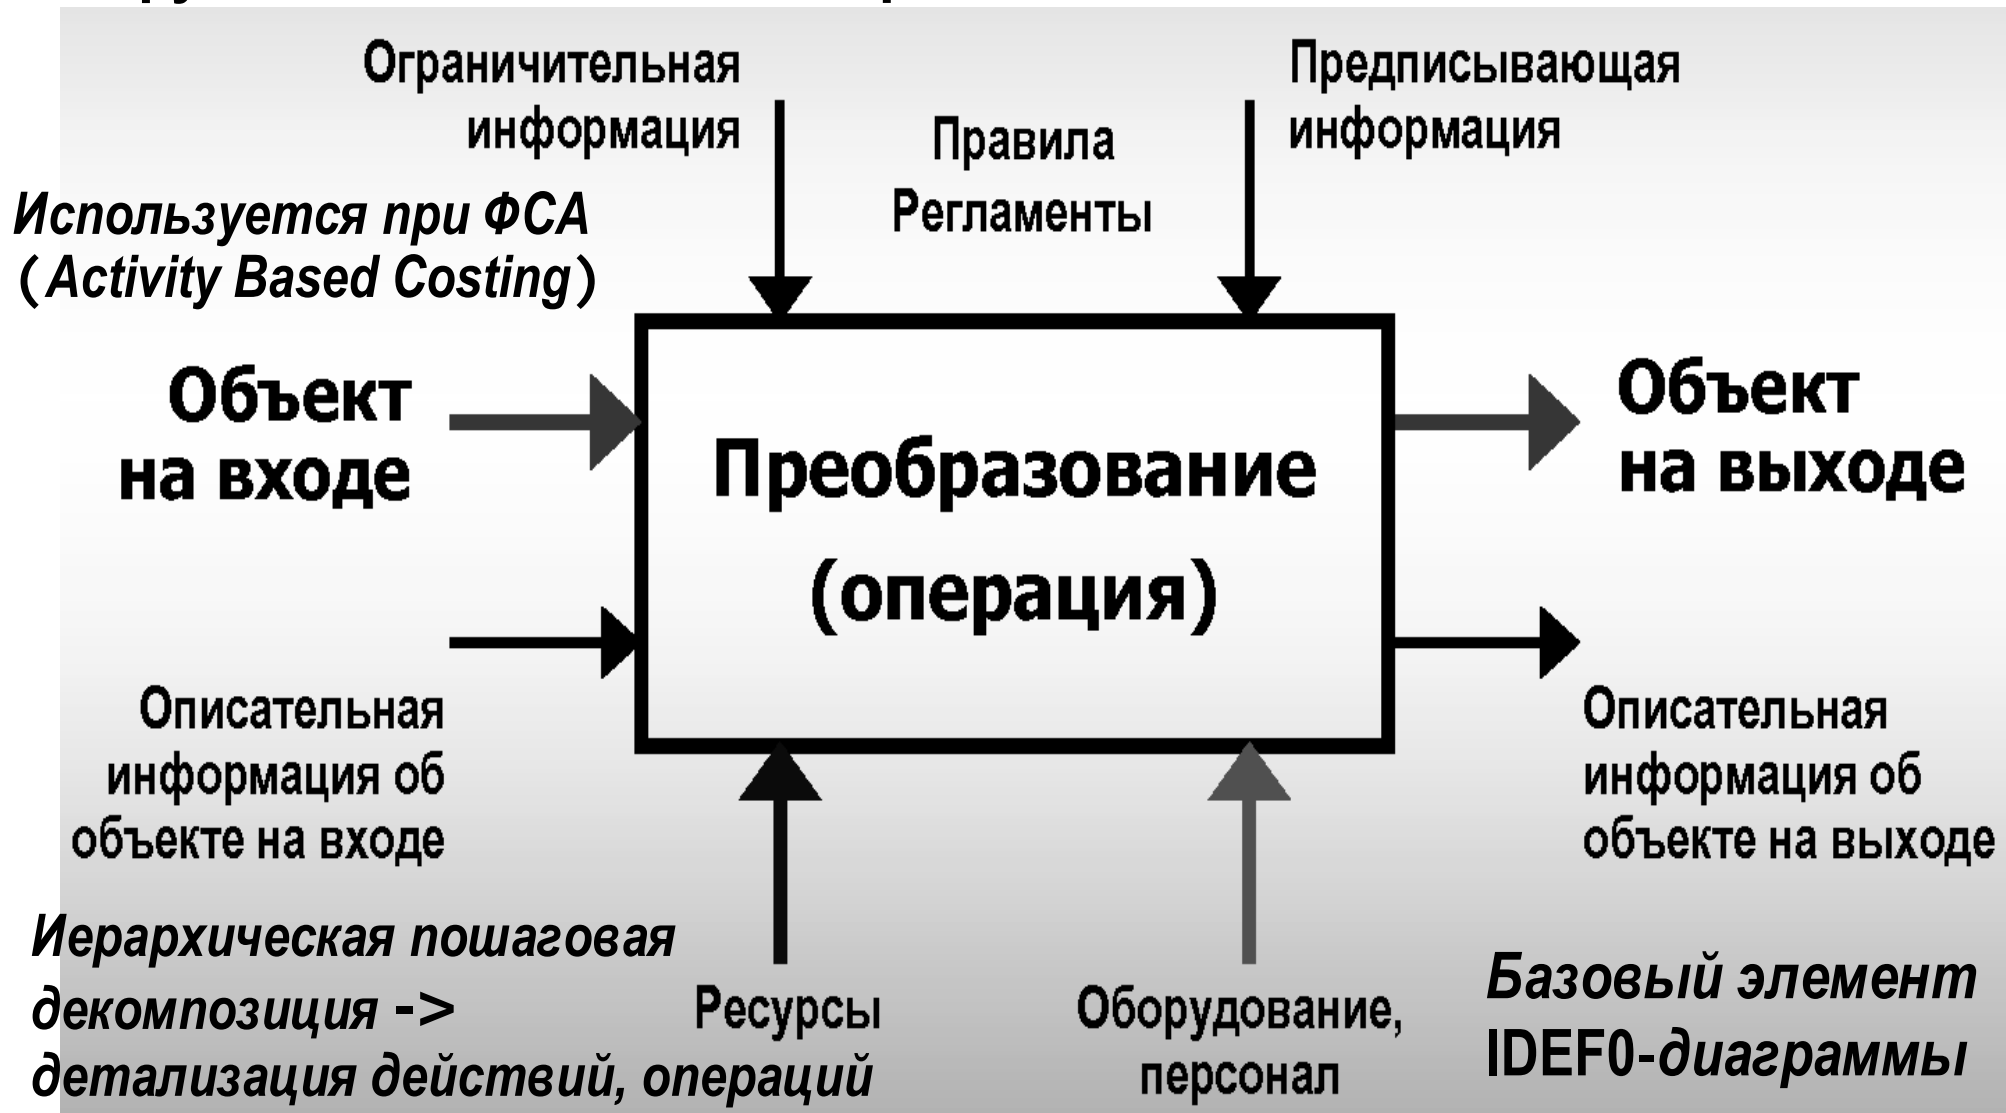 Ограничительная
информация
Предписывающая
информация
Правила
Регламенты
Используется при ФСА
(Activity Based Costing)
Объект
на входе
Преобразование
(операция)
Объект
на выходе
Описательная
информация об
объекте на входе
Описательная
информация об
объекте на выходе
Иерархическая пошаговая
декомпозиция ->
детализация действий, операций
Ресурсы
Оборудование,
персонал
Базовый элемент
IDEF0-диаграммы